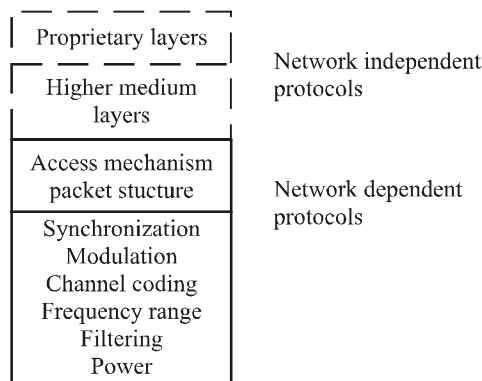 Proprietary layers
Higher medium
layers
Network independent
protocols
Access mechanism
packet stucture
Network dependent
protocols
Synchronization
Modulation
Channel coding
Frequency range
Filtering
Power